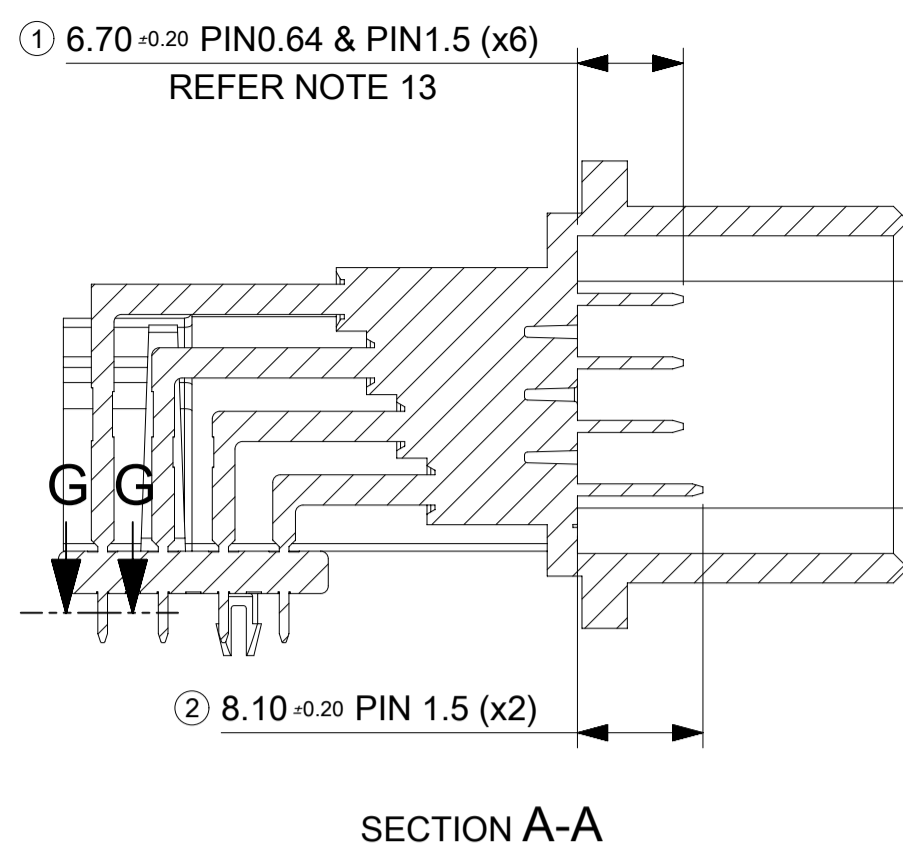 ① 6.70 ±0.20 PIN0.64 & PIN1.5 (x6)
REFER NOTE 13
G G
② 8.10 ±0.20 PIN 1.5 (x2)
SECTION A-A